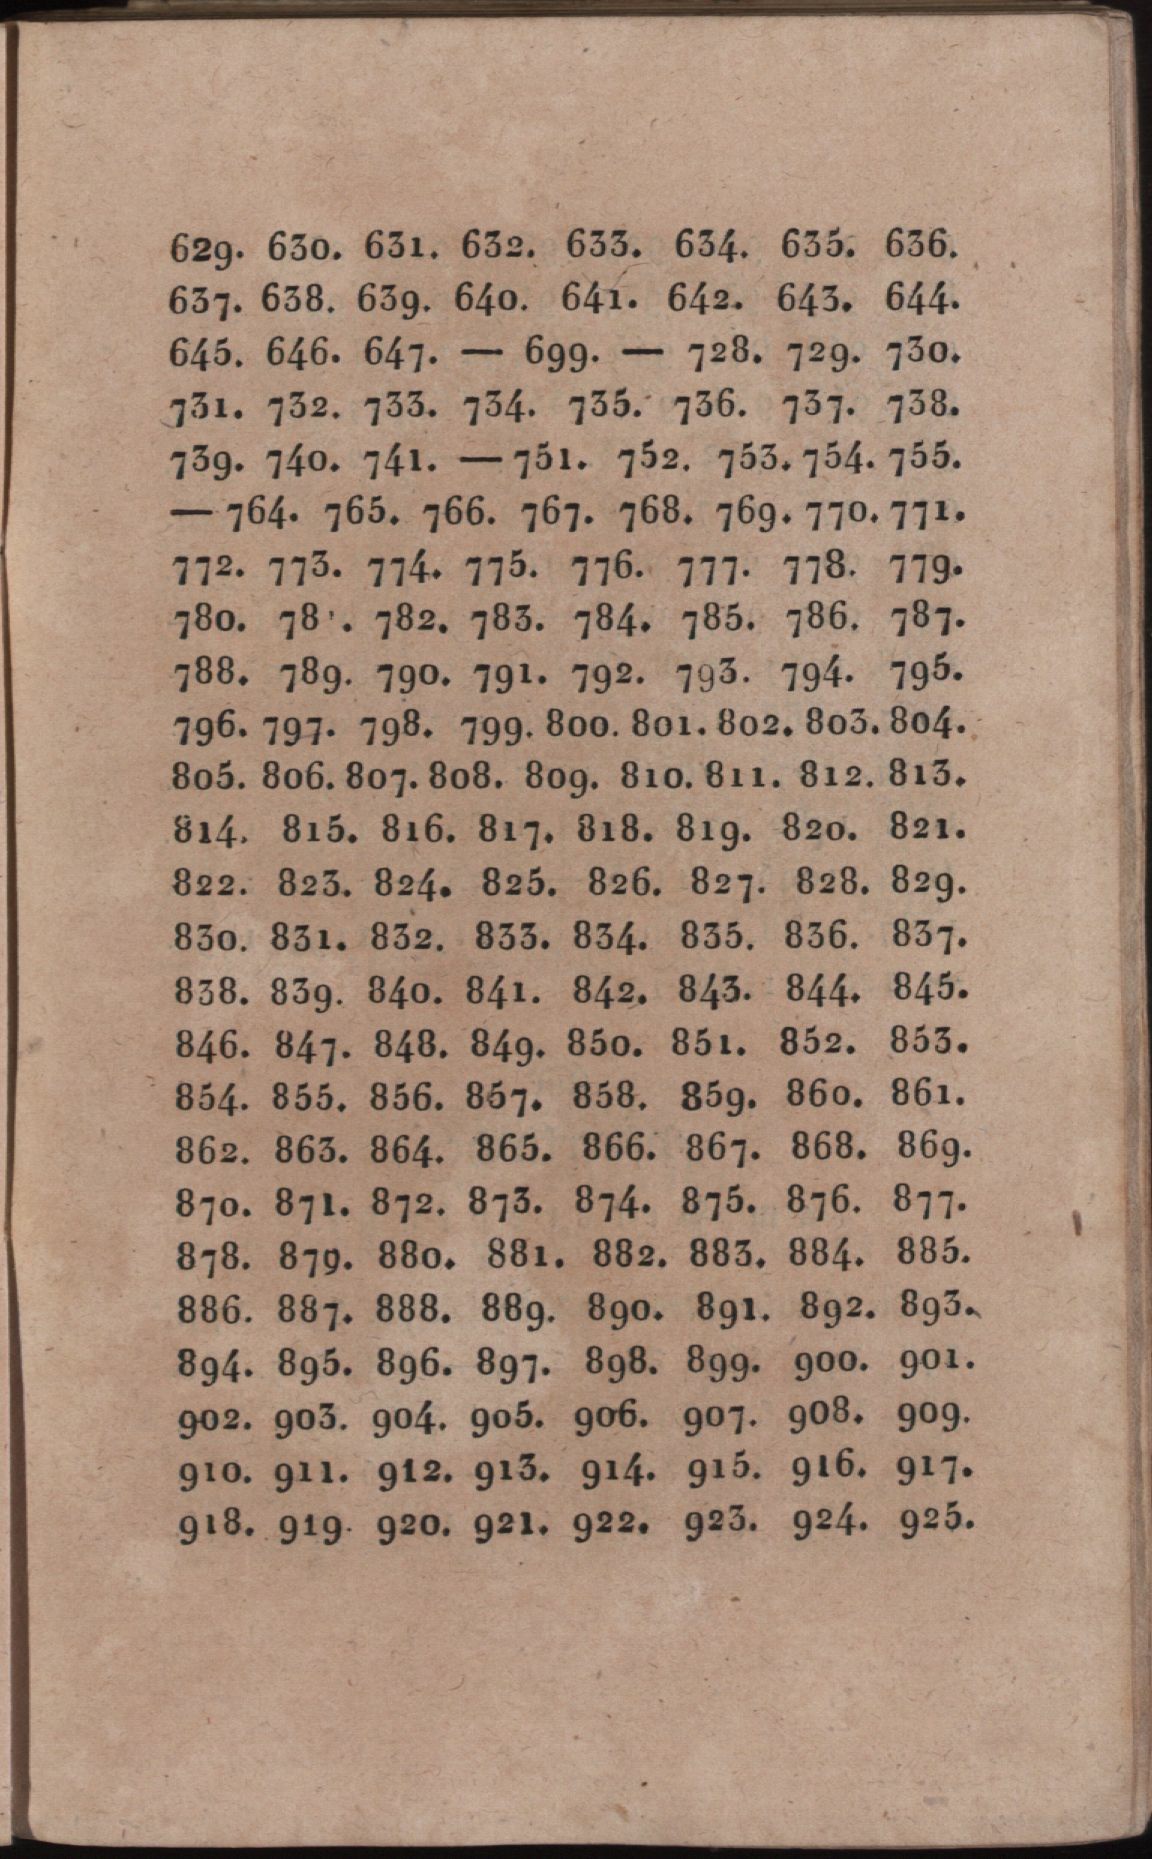 629. 630. 631. 632. 633. 634. 635. 636.
637. 638. 639. 640. 641. 642. 643. 644.
645. 646. 647. — 699. — 728. 729. 730.
731. 732. 733. 734. 735. 736. 737. 738.
739. 740. 741. — 751. 752. 753. 754. 755.
— 764. 765. 766. 767. 768. 769. 770. 771.
772. 773. 774. 775. 776. 777. 778. 779.
780. 78'. 782. 783. 784. 785. 786. 787.
788. 789. 790. 791. 792. 793. 794. 795.
796. 797. 798. 799. 800. 801. 802. 803. 804.
805. 806. 807. 808. 809. 810. 811. 812. 813.
814. 815. 816. 817. 818. 819. 820. 821.
822. 823. 824. 825. 826. 827. 828. 829.
830. 831. 832. 833. 834. 835. 836. 837.
838. 839. 840. 841. 842. 843. 844. 845.
846. 847. 848. 849. 850. 851. 852. 853.
854. 855. 856. 857. 858. 859. 860. 861.
862. 863. 864. 865. 866. 867. 868. 869.
870. 871. 872. 873. 874. 875. 876. 877.
878. 879. 880. 881. 882. 883. 884. 885.
886. 887. 888. 889. 890. 891. 892. 893.
894. 895. 896. 897. 898. 899. 900. 901.
902. 903. 904. 905. 906. 907. 908. 909.
910. 911. 912. 913. 914. 915. 916. 917.
918. 919. 920. 921. 922. 923. 924. 925.